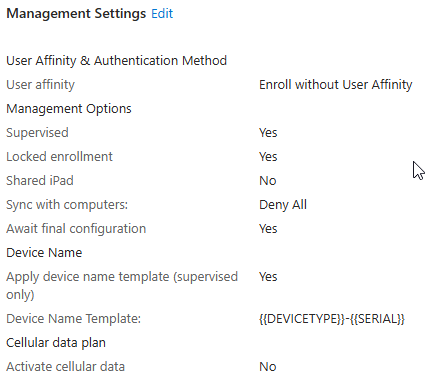 Management Settings Edit
User Affinity & Authentication Method
User affinity Enroll without User Affinity
Management Options
Supervised Yes
Locked enrollment Yes
Shared iPad No
Sync with computers: Deny All
Await final configuration Yes
Device Name
Apply device name template (supervised Yes
only)
Device Name Template: {{DEVICETYPE}}-{{SERIAL}}
Cellular data plan
Activate cellular data No